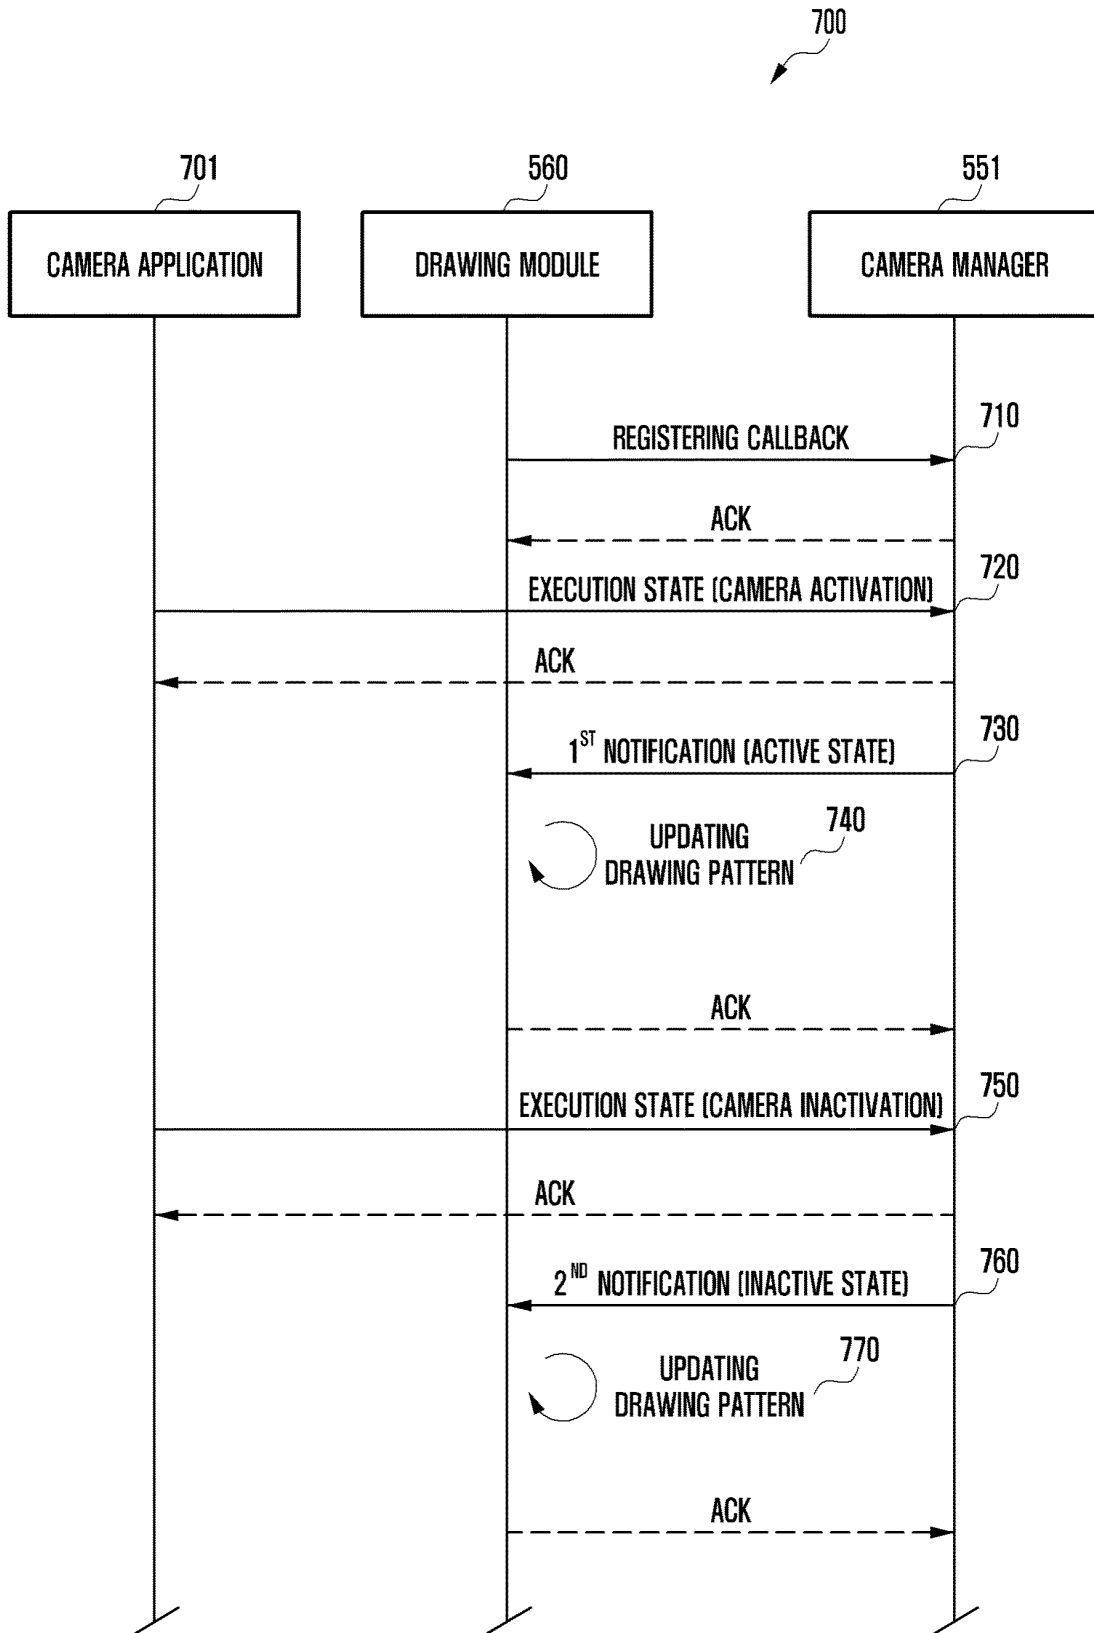 700
701
560
551
CAMERA APPLICATION
DRAWING MODULE
CAMERA MANAGER
710
REGISTERING CALLBACK
ACK
720
EXECUTION STATE (CAMERA ACTIVATION)
ACK
730
1ST NOTIFICATION (ACTIVE STATE)
740
UPDATING
DRAWING PATTERN
ACK
750
EXECUTION STATE (CAMERA INACTIVATION)
ACK
760
2ND NOTIFICATION (INACTIVE STATE)
770
UPDATING
DRAWING PATTERN
ACK